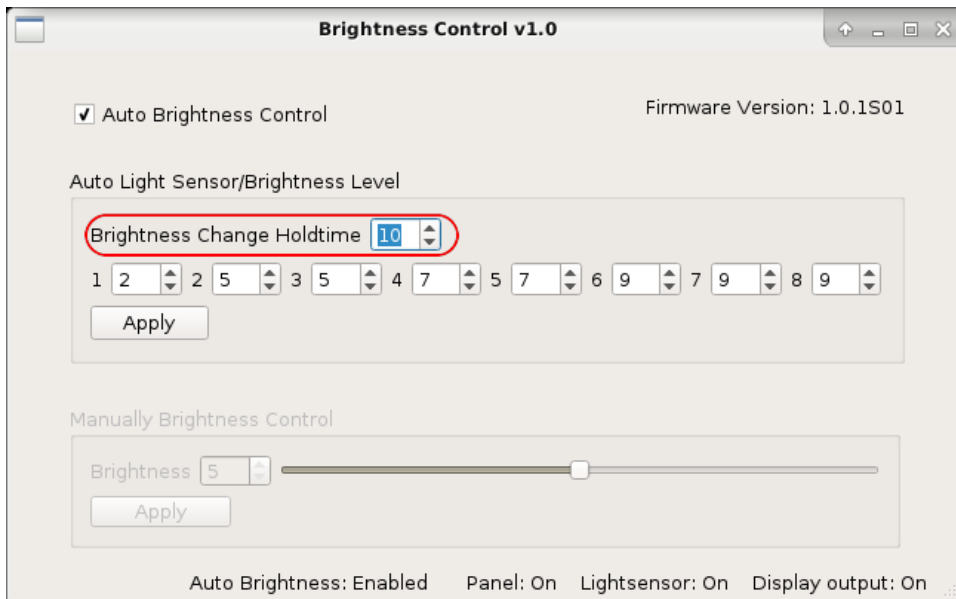 Brightness Control v1.0
Auto Brightness Control
Firmware Version: 1.0.1S01
Auto Light Sensor/Brightness Level
Brightness Change Holdtime 10
1 2 2 5 3 5 4 7 5 7 6 9 7 9 8 9
Apply
Manually Brightness Control
Brightness 5
Apply
Auto Brightness: Enabled Panel: On Lightsensor: On Display output: On